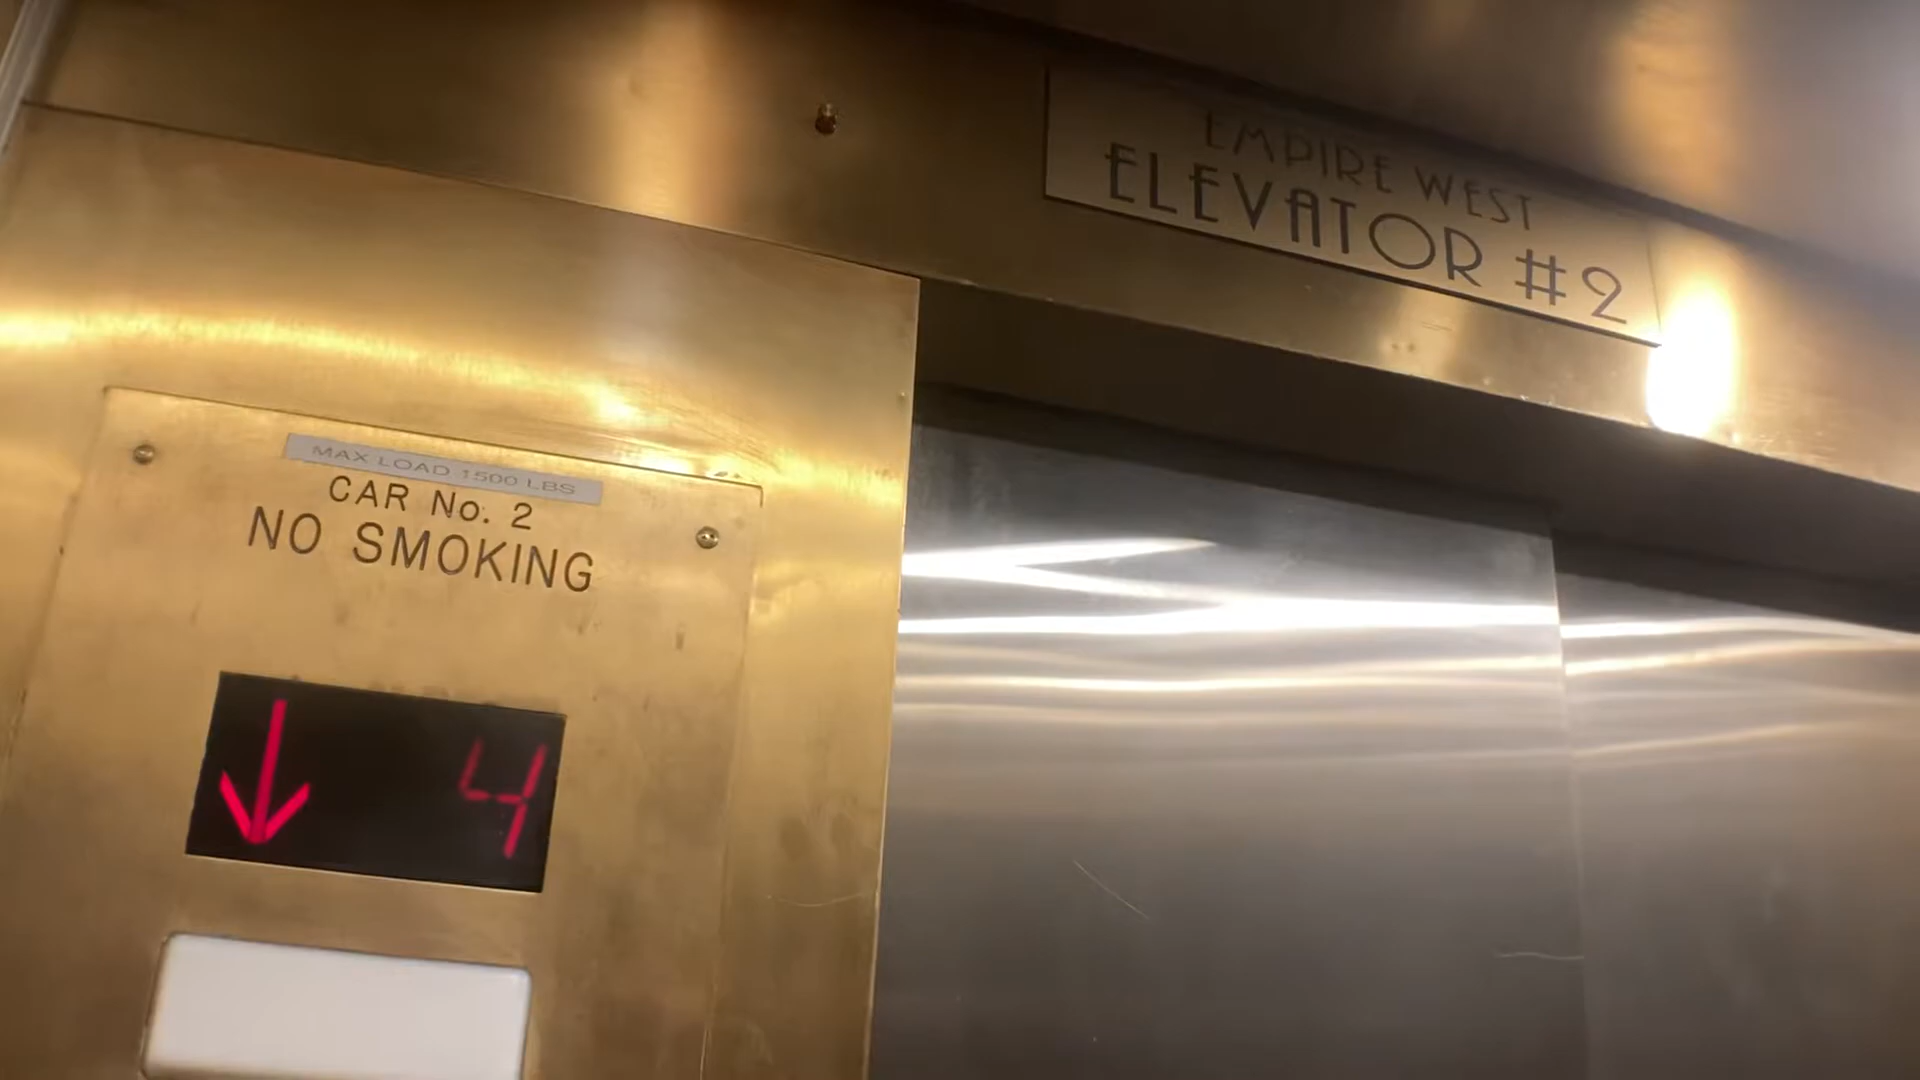 EMPIRE WEST
ELEVATOR #2
MAX LOAD 1500 LBS
CAR No. 2
NO SMOKING
4